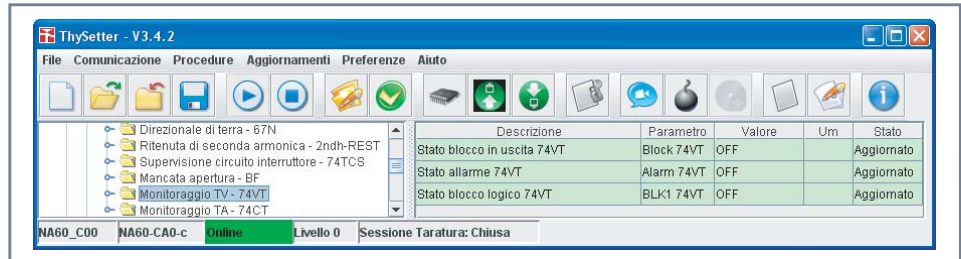 ThySetter - V3.4.2
File Comunicazione Procedure Aggiornamenti Preferenze Aiuto
Direzionale di terra - 67N
Ritenuta di seconda armonica - 2ndh-REST
Supervisione circuito interruttore - 74TCS
Mancata apertura - BF
Monitoraggio TV - 74VT
Monitoraggio TA - 74CT
Descrizione Parametro Valore Um Stato
Stato blocco in uscita 74VT Block 74VT OFF Aggiornato
Stato allarme 74VT Alarm 74VT OFF Aggiornato
Stato blocco logico 74VT BLK1 74VT OFF Aggiornato
NA60_C00 NA60-CA0-c Online Livello 0 Sessione Taratura: Chiusa